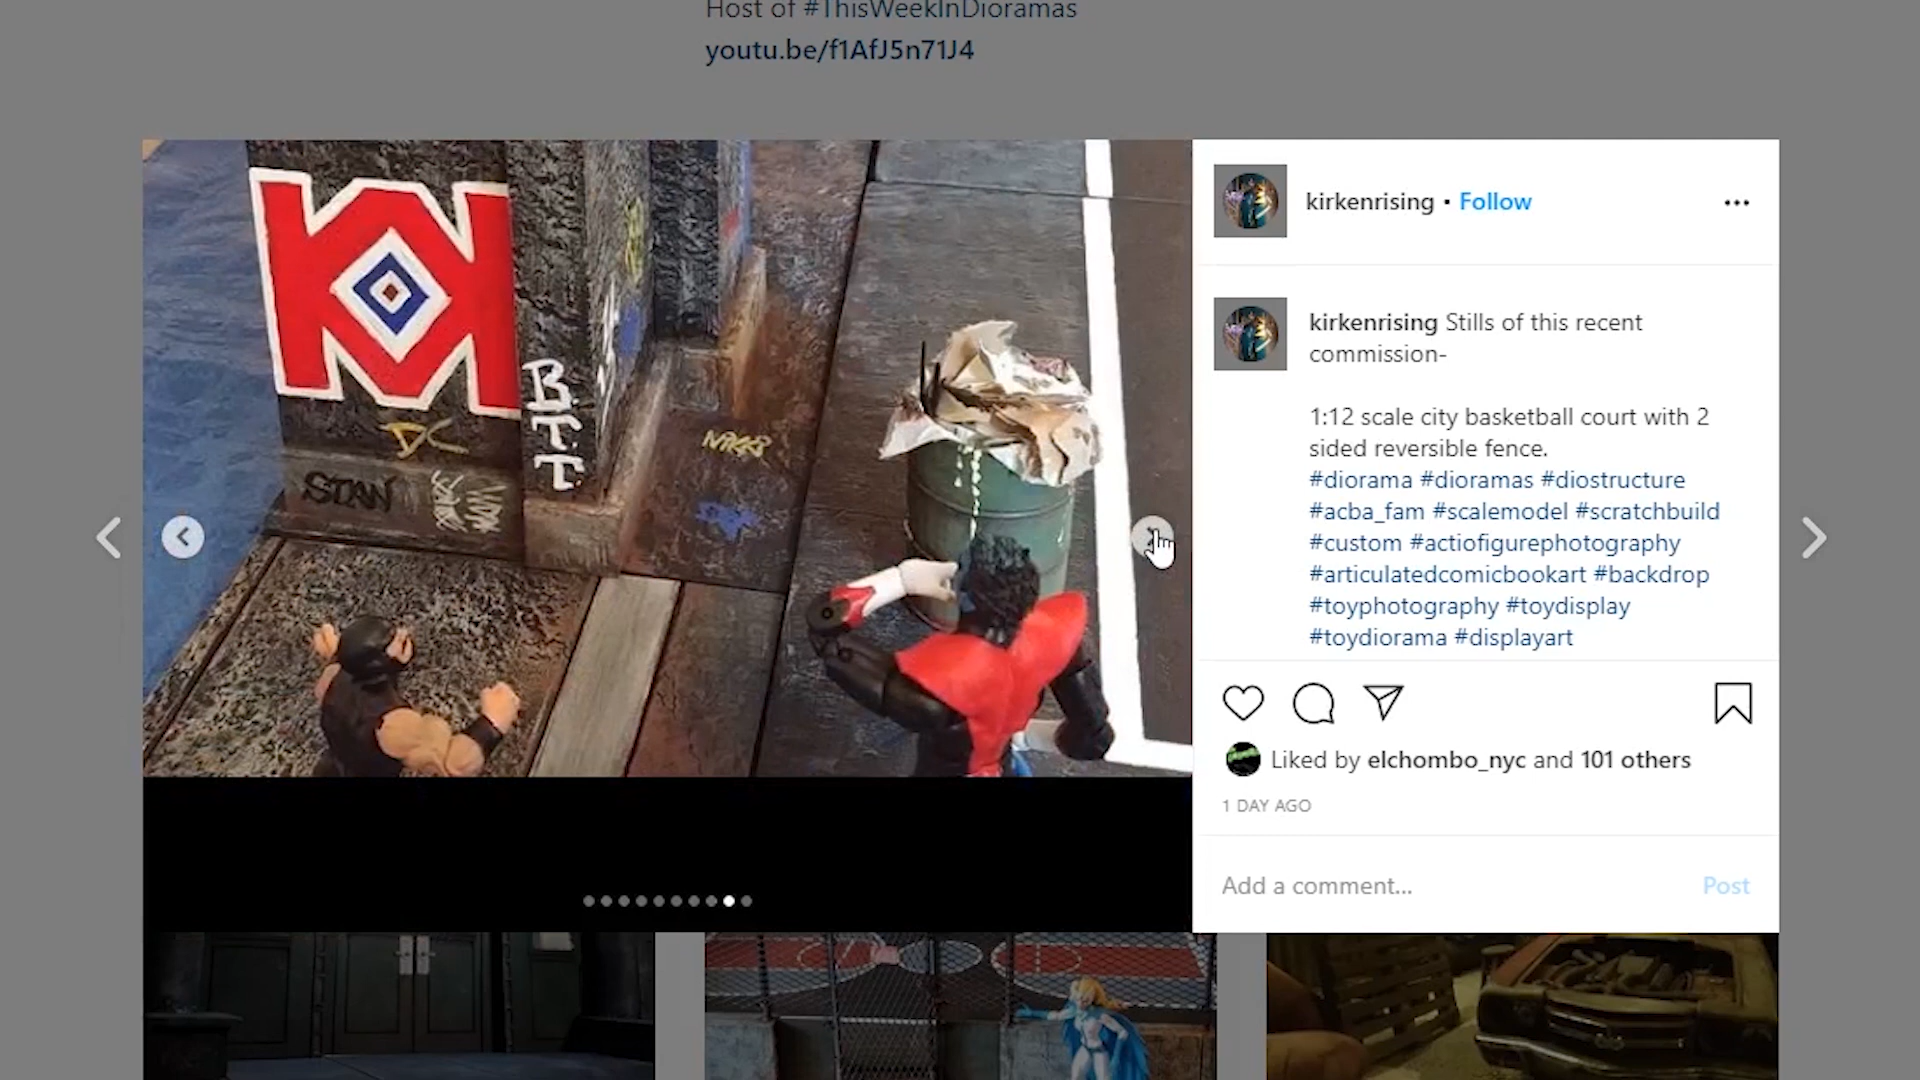 Host of #ThisWeekInDioramas
youtu.be/f1AfJ5n71J4
kirkenrising • Follow
kirkenrising Stills of this recent
commission-
1:12 scale city basketball court with 2
sided reversible fence.
#diorama #dioramas #diostructure
#acba_fam #scalemodel #scratchbuild
#custom #actiofigurephotography
#articulatedcomicbookart #backdrop
#toyphotography #toydisplay
#toydiorama #displayart
Liked by elchombo_nyc and 101 others
1 DAY AGO
Add a comment... Post
DC
STAN
B.T.T.